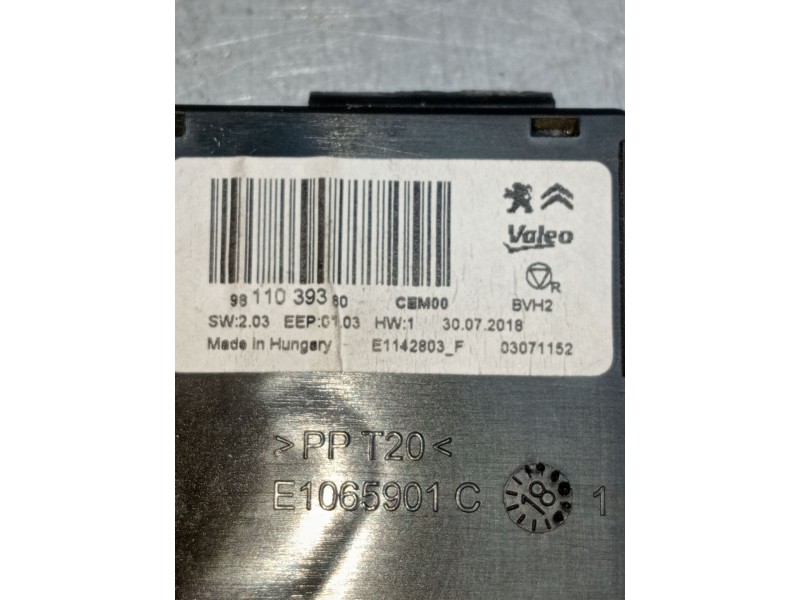 Valeo
R
98 110 393 80 CEM00 BVH2
SW:2.03 EEP:01.03 HW:1 30.07.2018
Made in Hungary E1142803_F 03071152
>PP T20<
E1065901 C 18 1